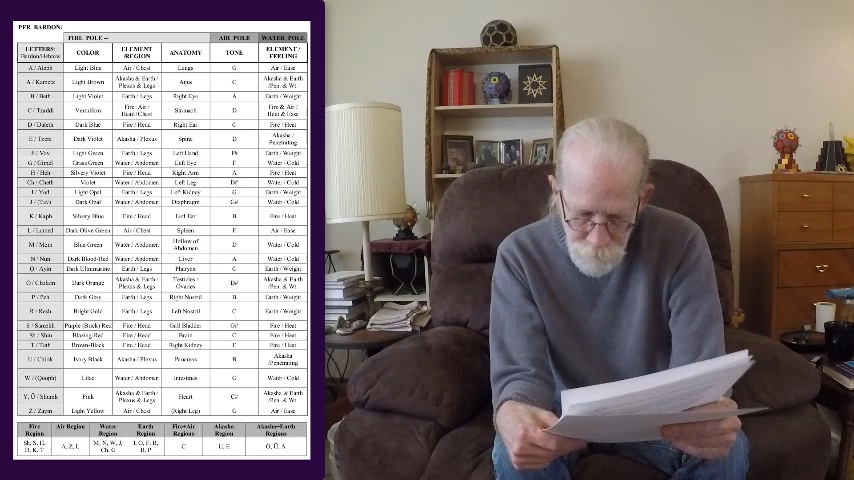 PER BARDON:
FIRE POLE -- AIR POLE WATER POLE
LETTERS: Bardon/Hebrew COLOR ELEMENT /REGION ANATOMY TONE ELEMENT / FEELING
A / Aleph Light Blue Air / Chest Lungs G Air / Ease
Light Brown Akasha & Earth / Plexus & Legs Anus C Akasha & Earth /Pen. & Wt.
B / Beth Light Violet Earth / Legs Right Eye A Earth / Weight
C / Tzaddi Vermilion Fire /Air / Head /Chest Stomach D Fire & Air / Heat & Ease
D / Daleth Dark Blue Fire / Head Right Ear C Fire / Heat
E / Tzere Dark Violet Akasha / Plexus Spine D Akasha / Penetrating
F / Vav Light Green Earth / Legs Left Hand F# Earth / Weight
G / Gimel Grass Green Water / Abdomen Left Eye F Water / Cold
H / Heh Silvery Violet Fire / Head Right Arm A Fire / Heat
Ch / Cheth Violet Water / Abdomen Left Leg D# Water / Cold
I / Yod Light Opal Earth / Legs Left Kidney G Earth / Weight
J / (Tav) Dark Opal Water / Abdomen Diaphragm G# Water / Cold
K / Kaph Silvery Blue Fire / Head Left Ear B Fire / Heat
L / Lamed Dark Olive Green Air / Chest Spleen F Air / Ease
M / Mem Blue-Green Water / Abdomen Hollow of Abdomen D Water / Cold
N / Nun Dark Blood-Red Water / Abdomen Liver A Water / Cold
O / Ayin Dark Ultramarine Earth / Legs Pharynx C Earth / Weight
Dark Orange Akasha & Earth / Plexus & Legs Testicles / Ovaries D# Akasha & Earth /Pen. & Wt.
P / Peh Dark Gray Earth / Legs Right Nostril B Earth / Weight
R / Resh Bright Gold Earth / Legs Left Nostril C Earth / Weight
S / Samekh Purple (Brick) Red Fire / Head Gall Bladder G# Fire / Heat
Sh / Shin Blazing-Red Fire / Head Brain C Fire / Heat
T / Teth Brown-Black Fire / Head Right Kidney F Fire / Heat
Ivory Black Akasha / Plexus Pancreas B Akasha /Penetrating
W / (Qooph) Lilac Water / Abdomen Intestines G Water / Cold
Y, Ü / Shurek Pink Akasha & Earth / Plexus & Legs Heart C# Akasha & Earth /Pen. & Wt.
Z / Zayin Light Yellow Air / Chest (Right Leg) G Air / Ease
Fire Region Air Region Water Region Earth Region Fire+Air Regions Akasha Region Akasha+Earth Regions
Sh, S, H, D, K, T A, Z, L M, N, W, J, Ch, G I, O, F, R, B, P C U, E Ö, Ü, Ä